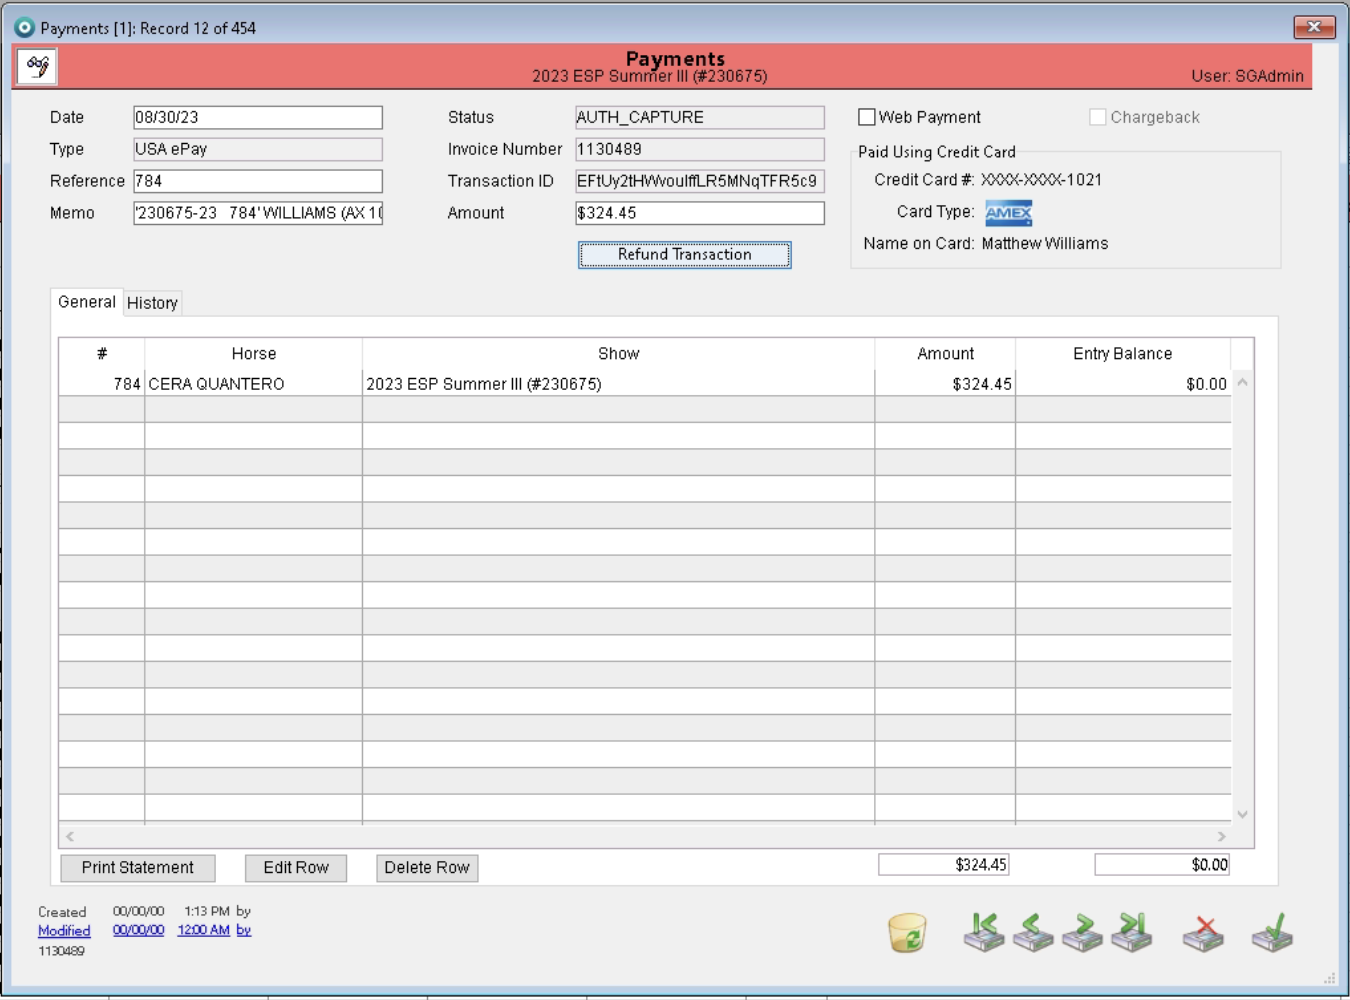 Payments [1]: Record 12 of 454
Payments
2023 ESP Summer III (#230675)
User: SGAdmin
Date 08/30/23 Status AUTH_CAPTURE Web Payment Chargeback
Type USA ePay Invoice Number 1130489 Paid Using Credit Card
Reference 784 Transaction ID Credit Card #: XXXX-XXXX-1021
Memo '230675-23 784' WILLIAMS (AX 10 Amount $324.45 Card Type: AMEX
Name on Card: Matthew Williams
Refund Transaction
General History
# Horse Show Amount Entry Balance
784 CERA QUANTERO 2023 ESP Summer III (#230675) $324.45 $0.00
Print Statement Edit Row Delete Row $324.45 $0.00
Created 00/00/00 1:13 PM by
Modified 00/00/00 12:00 AM by
1130489